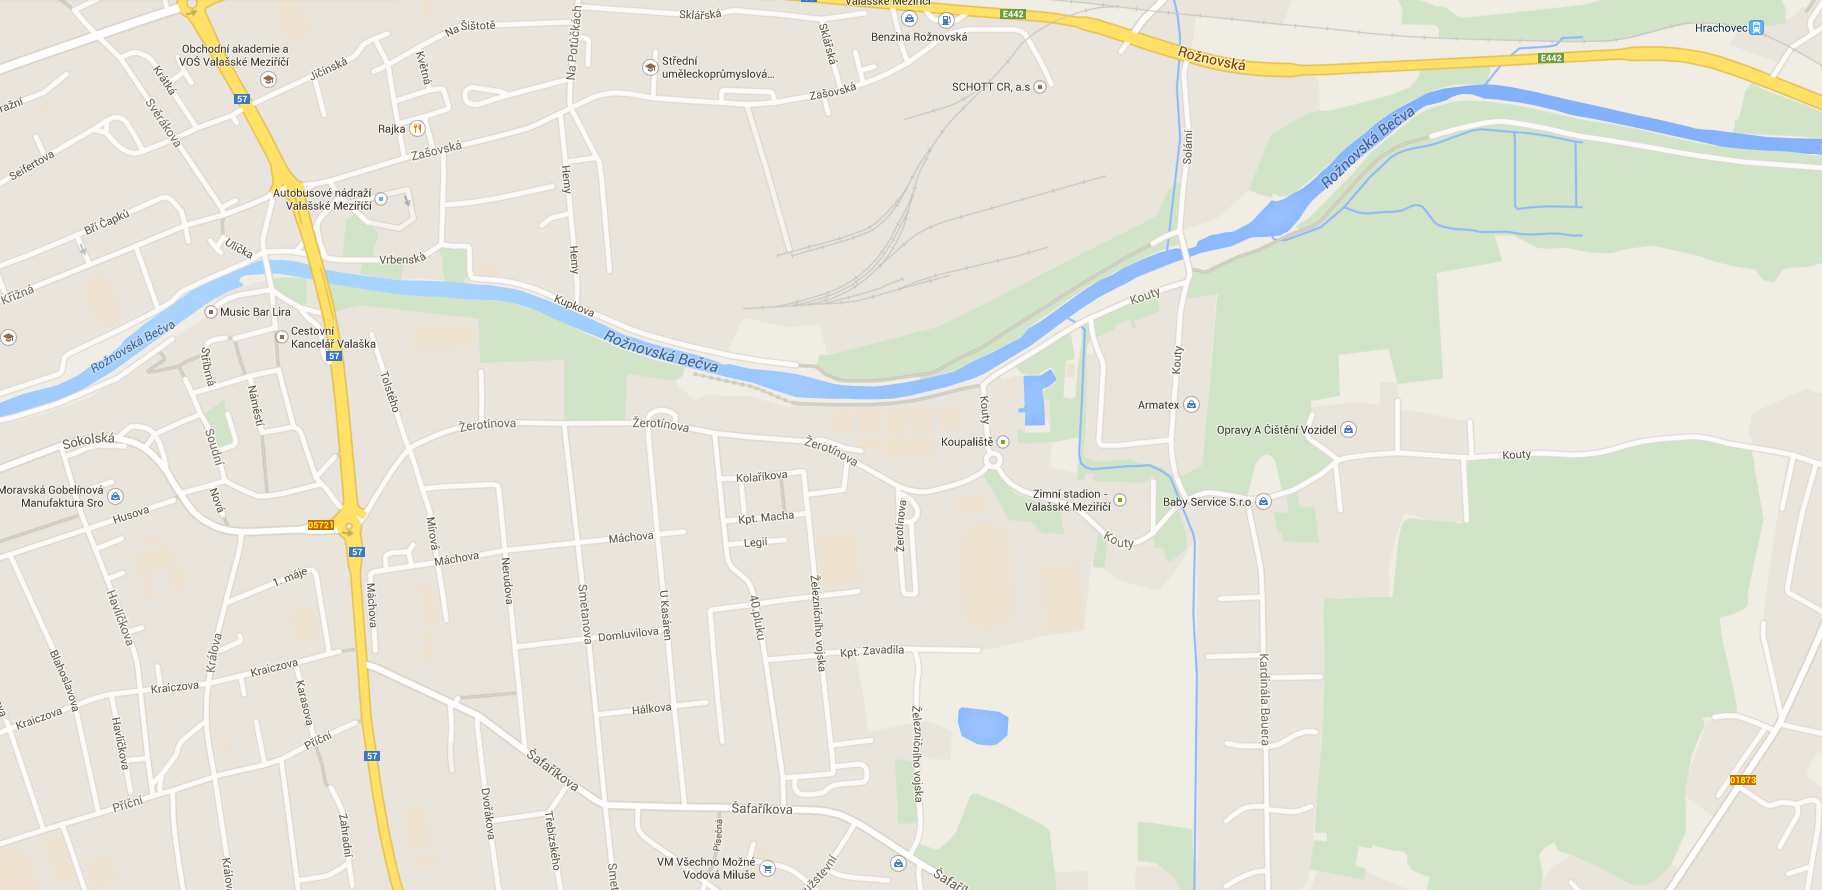 Valašské Meziříčí
E442
Sklářská
Benzina Rožnovská
Na Šištotě
Na Potůčkách
Sklářská
Hrachovec
Obchodní akademie a
VOŠ Valašské Meziříčí
Jičínská
Květná
Střední
uměleckoprůmyslová...
Rožnovská
E442
Krátká
SCHOTT CR, a.s
Zašovská
57
Svěrákova
Rajka
Zašovská
Solární
Rožnovská Bečva
Seifertova
Hemy
Autobusové nádraží
Valašské Meziříčí
Bří Čapků
Ulička
Vrbenská
Hemy
Křižná
Kupkova
Kouty
Music Bar Lira
Rožnovská Bečva
Cestovní
Kancelář Valaška
Rožnovská Bečva
57
Stříbrná
Náměstí
Tolstého
Kouty
Kouty
Armatex
Žerotínova
Žerotínova
Žerotínova
Koupaliště
Opravy A Čištění Vozidel
Kouty
Sokolská
Soudní
Kolaříkova
Moravská Gobelínová
Manufaktura Sro
Nová
Husova
Zimní stadion -
Valašské Meziříčí
Baby Service S.r.o
Kpt. Macha
05721
Mírová
Žerotínova
Kouty
Legií
Máchova
57
Máchova
1. máje
Máchova
Nerudova
Smetanova
U Kasáren
40.pluku
Železničního vojska
Havlíčkova
Králova
Domluvilova
Kpt. Zavadila
Blahoslavova
Kraiczova
Kraiczova
Kraiczova
Karasova
Kardinála Bauera
Hálkova
Havlíčkova
Příční
Železničního vojska
57
Šafaříkova
01873
Příční
Dvořákova
Třebízského
Šafaříkova
Zahradní
Písečná
Králova
VM Všechno Možné
Vodová Miluše